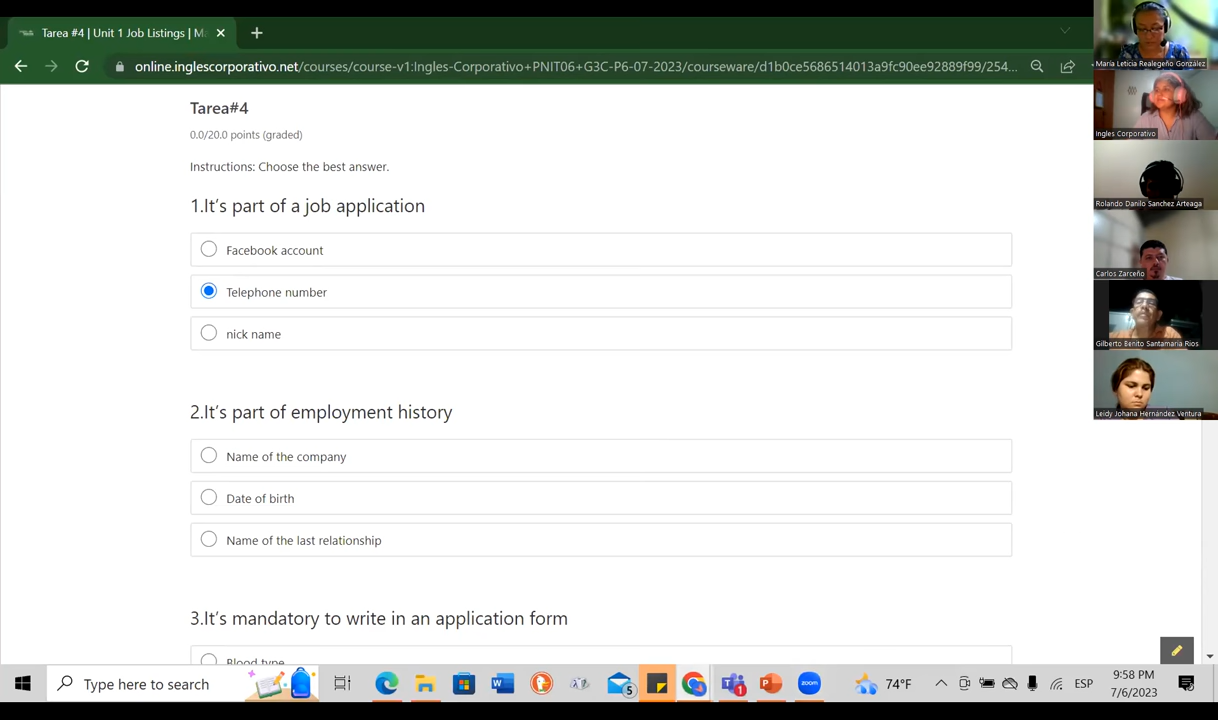 Tarea #4 | Unit 1 Job Listings | M
online.inglescorporativo.net/courses/course-v1:Ingles-Corporativo+PNIT06+G3C-P6-07-2023/courseware/d1b0ce5686514013a9fc90ee92889f99/254...
María Leticia Realegeño González
Ingles Corporativo
Rolando Danilo Sanchez Arteaga
Carlos Zarceño
Gilberto Benito Santamaria Rios
Leidy Johana Hernández Ventura
Tarea#4
0.0/20.0 points (graded)
Instructions: Choose the best answer.
1.It's part of a job application
Facebook account
Telephone number
nick name
2.It's part of employment history
Name of the company
Date of birth
Name of the last relationship
3.It's mandatory to write in an application form
Blood type
Type here to search
5
1
zoom
74°F
ESP
9:58 PM
7/6/2023